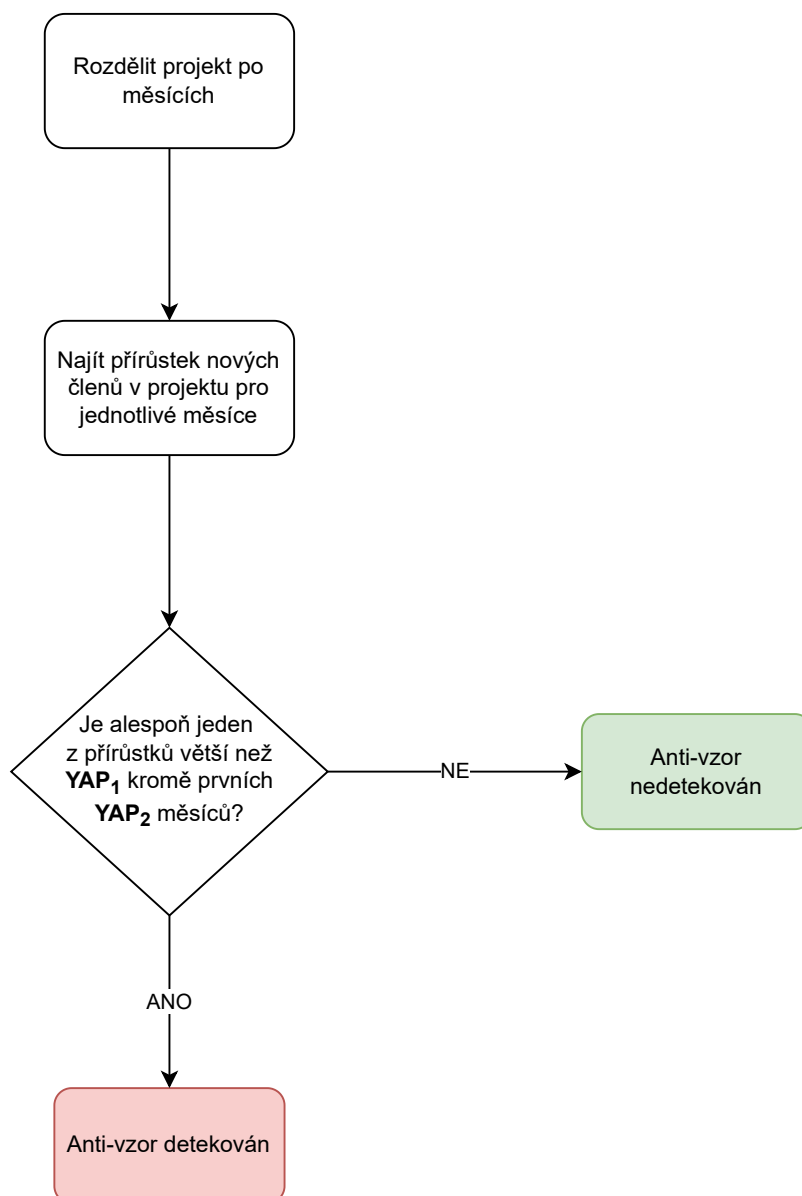 Rozdělit projekt po
měsících
Najít přírůstek nových
členů v projektu pro
jednotlivé měsíce
Je alespoň jeden
z přírůstků větší než
YAP1 kromě prvních
YAP2 měsíců?
NE
Anti-vzor
nedetekován
ANO
Anti-vzor detekován